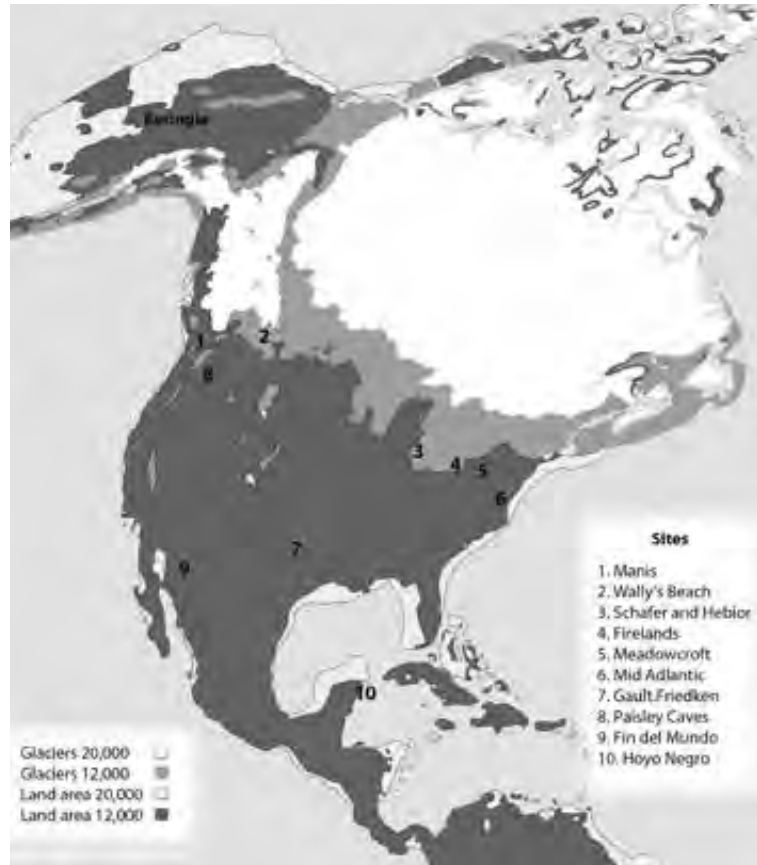 Beringia
1
2
8
3
4
5
6
7
9
10
Sites
1. Manis
2. Wally's Beach
3. Schafer and Hebior
4. Firelands
5. Meadowcroft
6. Mid Adlantic
7. Gault.Friedken
8. Paisley Caves
9. Fin del Mundo
10. Hoyo Negro
Glaciers 20,000
Glaciers 12,000
Land area 20,000
Land area 12,000